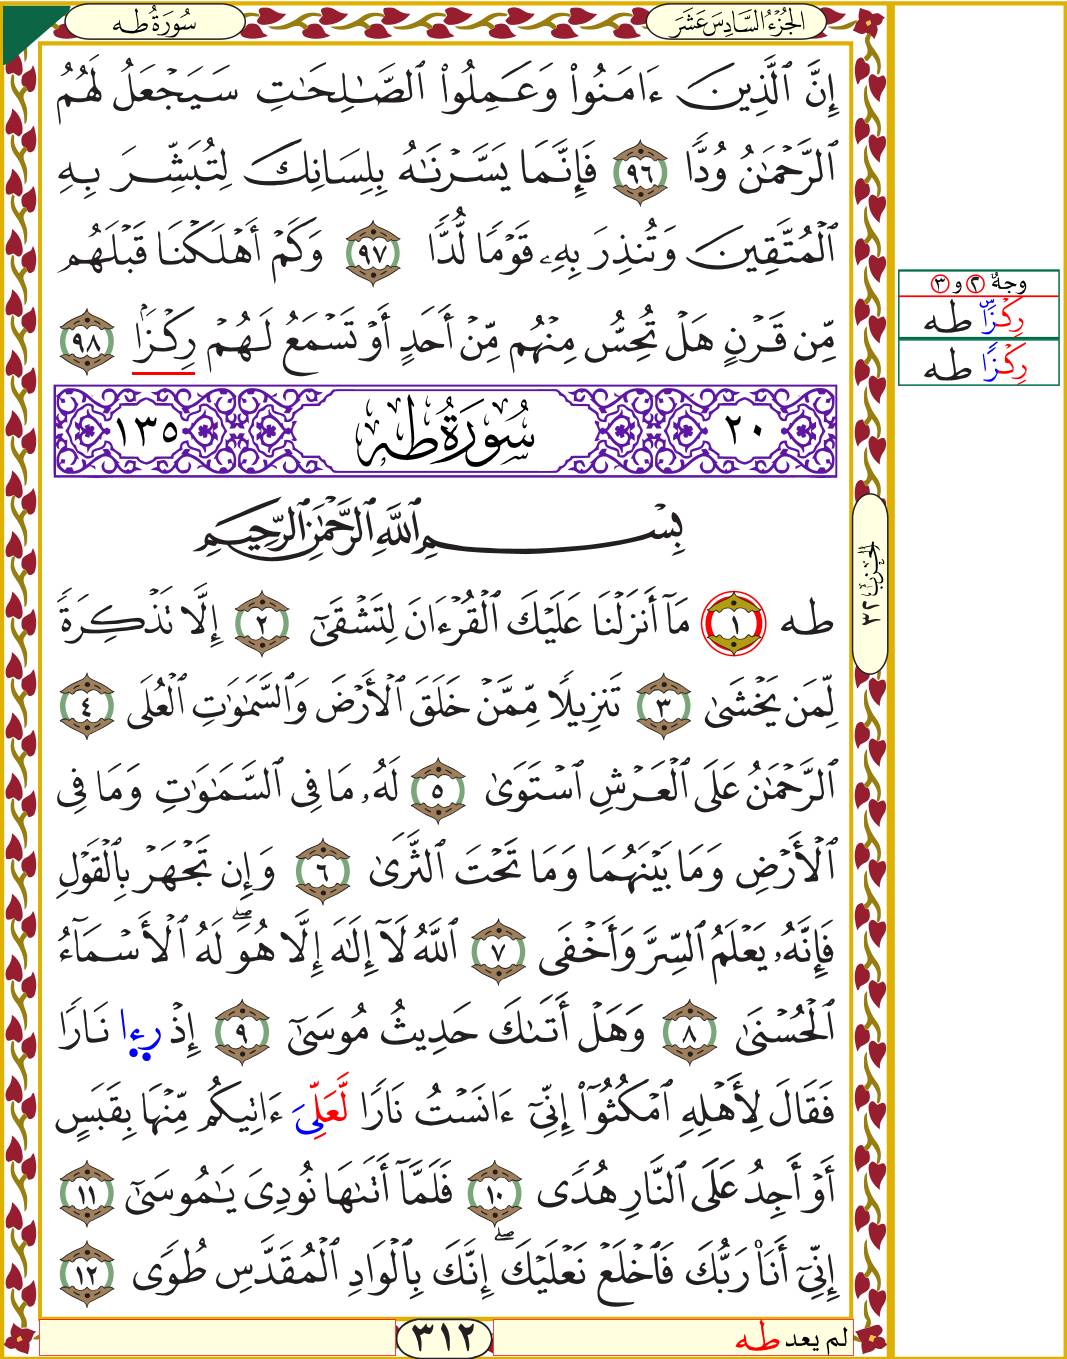 سُورَةُ طه
الجُزْءُ السَّادِسَ عَشَرَ
إِنَّ ٱلَّذِينَ ءَامَنُوا۟ وَعَمِلُوا۟ ٱلصَّٰلِحَٰتِ سَيَجْعَلُ لَهُمُ
ٱلرَّحْمَٰنُ وُدًّا ٩٦ فَإِنَّمَا يَسَّرْنَٰهُ بِلِسَانِكَ لِتُبَشِّرَ بِهِ
ٱلْمُتَّقِينَ وَتُنذِرَ بِهِۦ قَوْمًا لُّدًّا ٩٧ وَكَمْ أَهْلَكْنَا قَبْلَهُم
مِّن قَرْنٍ هَلْ تُحِسُّ مِنْهُم مِّنْ أَحَدٍ أَوْ تَسْمَعُ لَهُمْ رِكْزًۢا ٩٨
وجهُ ٢ و ٣
رِكْزًا طه
رِكْزًا طه
٢٠ سُورَةُ طه ١٣٥
بِسْمِ ٱللَّهِ ٱلرَّحْمَٰنِ ٱلرَّحِيمِ
الحزب ٣٢
طه ١ مَآ أَنزَلْنَا عَلَيْكَ ٱلْقُرْءَانَ لِتَشْقَىٰٓ ٢ إِلَّا تَذْكِرَةً
لِّمَن يَخْشَىٰ ٣ تَنزِيلًا مِّمَّنْ خَلَقَ ٱلْأَرْضَ وَٱلسَّمَٰوَٰتِ ٱلْعُلَى ٤
ٱلرَّحْمَٰنُ عَلَى ٱلْعَرْشِ ٱسْتَوَىٰ ٥ لَهُۥ مَا فِى ٱلسَّمَٰوَٰتِ وَمَا فِى
ٱلْأَرْضِ وَمَا بَيْنَهُمَا وَمَا تَحْتَ ٱلثَّرَىٰ ٦ وَإِن تَجْهَرْ بِٱلْقَوْلِ
فَإِنَّهُۥ يَعْلَمُ ٱلسِّرَّ وَأَخْفَى ٧ ٱللَّهُ لَآ إِلَٰهَ إِلَّا هُوَ ۖ لَهُ ٱلْأَسْمَآءُ
ٱلْحُسْنَىٰ ٨ وَهَلْ أَتَىٰكَ حَدِيثُ مُوسَىٰٓ ٩ إِذْ رِءا نَارًا
فَقَالَ لِأَهْلِهِ ٱمْكُثُوٓا۟ إِنِّىٓ ءَانَسْتُ نَارًا لَّعَلِّىَ ءَاتِيكُم مِّنْهَا بِقَبَسٍ
أَوْ أَجِدُ عَلَى ٱلنَّارِ هُدًى ١٠ فَلَمَّآ أَتَىٰهَا نُودِىَ يَٰمُوسَىٰٓ ١١
إِنِّىٓ أَنَا۠ رَبُّكَ فَٱخْلَعْ نَعْلَيْكَ ۖ إِنَّكَ بِٱلْوَادِ ٱلْمُقَدَّسِ طُوًى ١٢
لم يعد طه
٣١٢